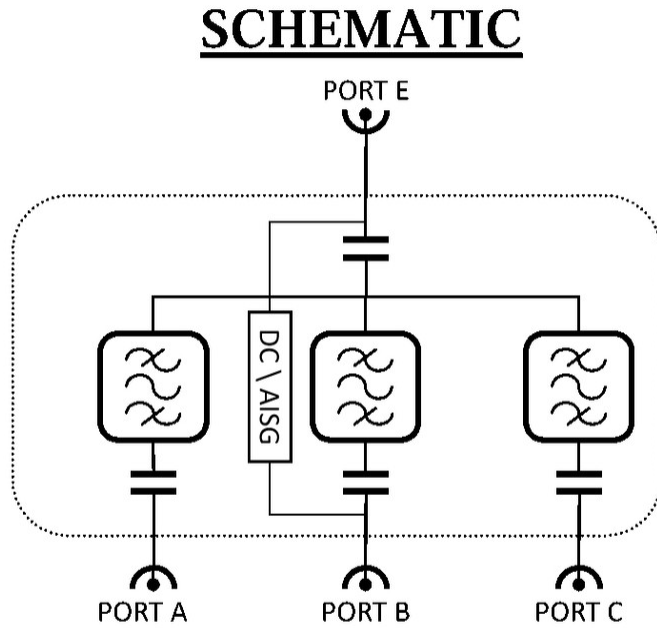 SCHEMATIC
PORT E
DC \ AISG
PORT A
PORT B
PORT C